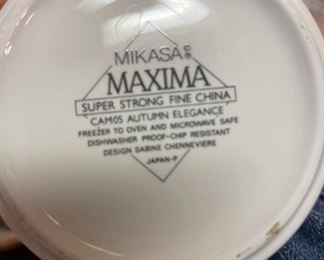 MIKASA®
MAXIMA
SUPER STRONG FINE CHINA
CAM05 AUTUMN ELEGANCE
FREEZER TO OVEN AND MICROWAVE SAFE
DISHWASHER PROOF-CHIP RESISTANT
DESIGN SABINE CHENNEVIERE
JAPAN-P